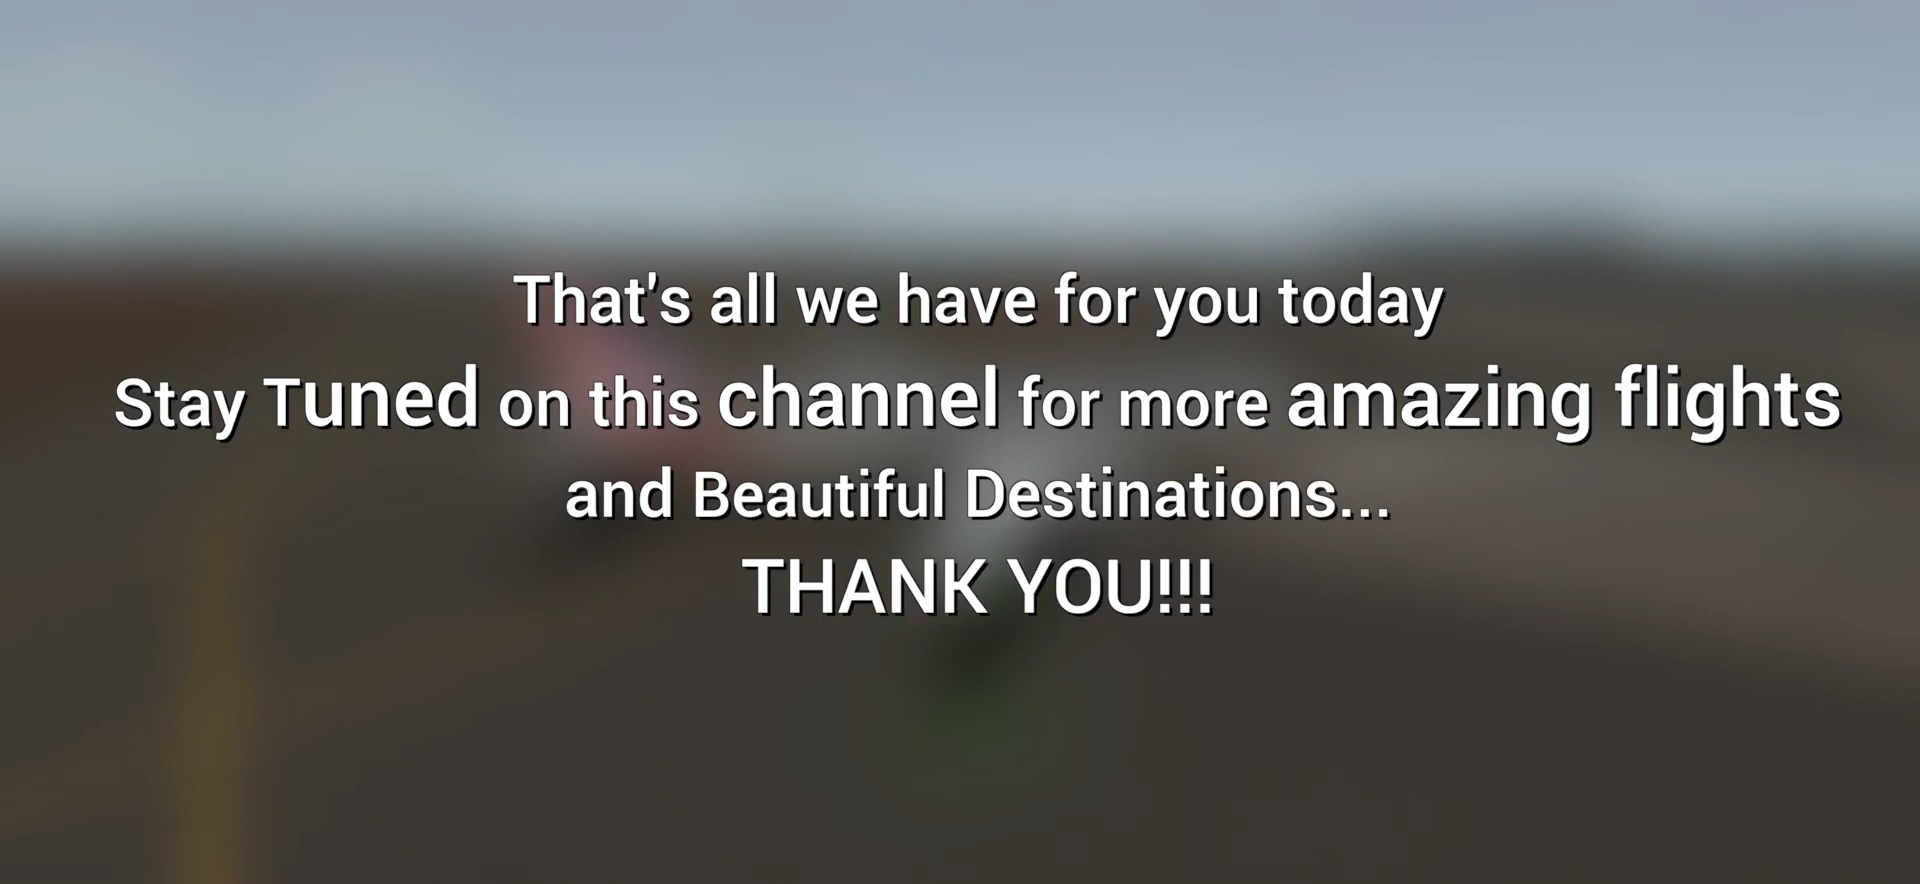 That's all we have for you today
Stay Tuned on this channel for more amazing flights
and Beautiful Destinations...
THANK YOU!!!